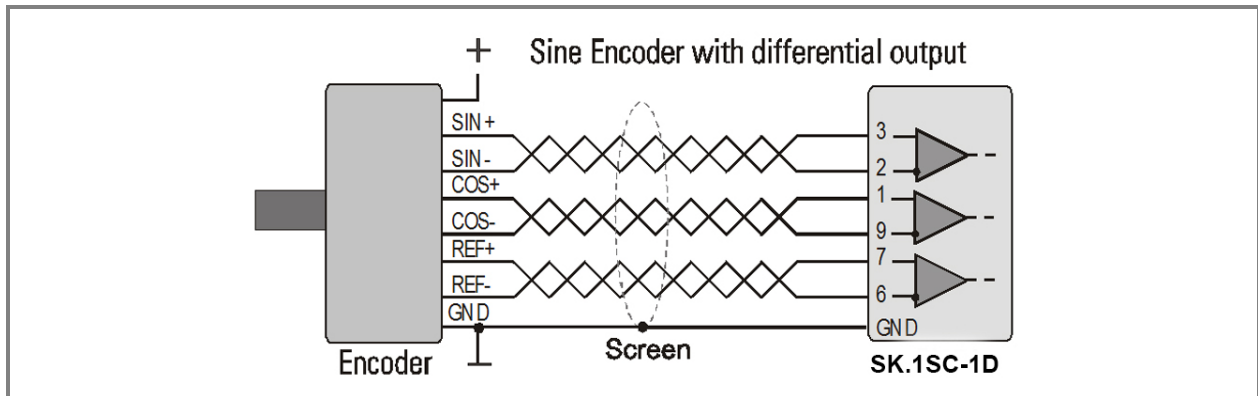 + Sine Encoder with differential output
SIN+ 3
SIN- 2
COS+ 1
COS- 9
REF+ 7
REF- 6
GND GND
Screen
Encoder SK.1SC-1D